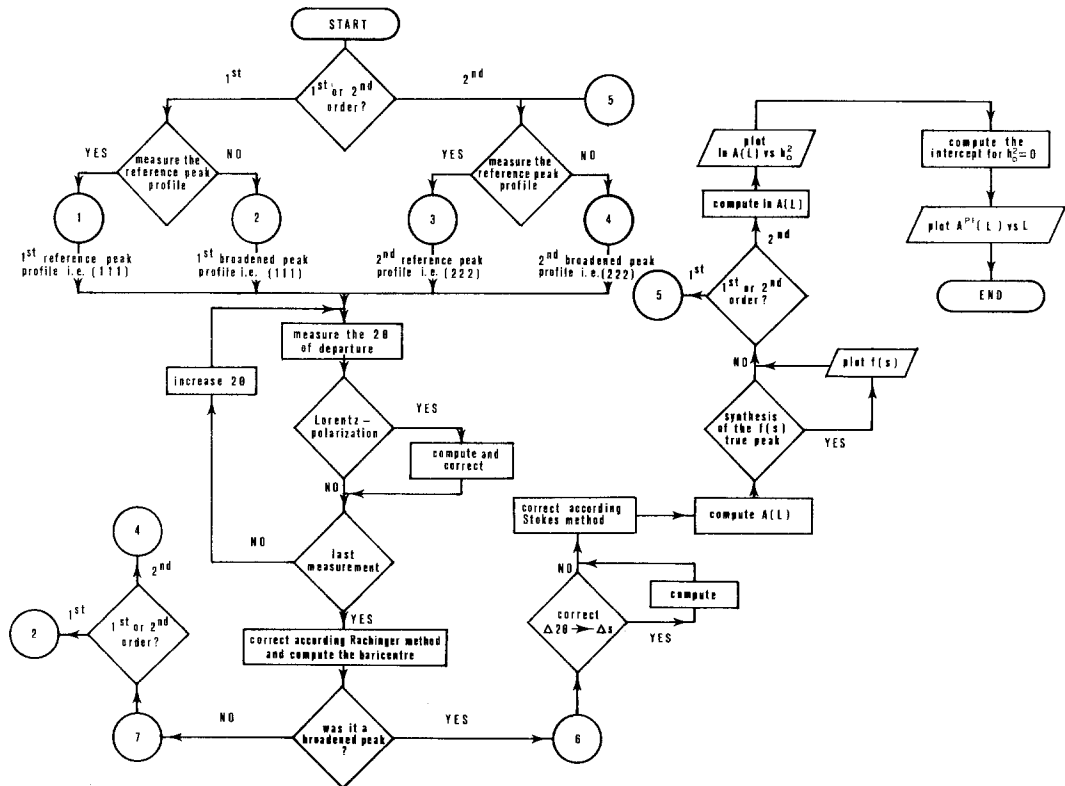 START
1st or 2nd
order?
1st
2nd
5
measure the
reference peak
profile
YES
NO
measure the
reference peak
profile
YES
NO
1
2
3
4
1st reference peak
profile i.e. (111)
1st broadened peak
profile i.e. (111)
2nd reference peak
profile i.e. (222)
2nd broadened peak
profile i.e. (222)
measure the 2θ
of departure
increase 2θ
Lorentz –
polarization
YES
compute and
correct
NO
last
measurement
NO
YES
correct according Rachinger method
and compute the baricentre
was it a
broadened peak
?
NO
YES
7
1st or 2nd
order?
1st
2nd
2
4
6
correct
Δ2θ → Δs
YES
compute
NO
correct according
Stokes method
compute A(L)
synthesis
of the f(s)
true peak
YES
plot f(s)
NO
1st or 2nd
order?
1st
5
2nd
compute ln A(L)
plot
ln A(L) vs h₀²
compute the
intercept for h₀²=0
plot A^PI(L) vs L
END